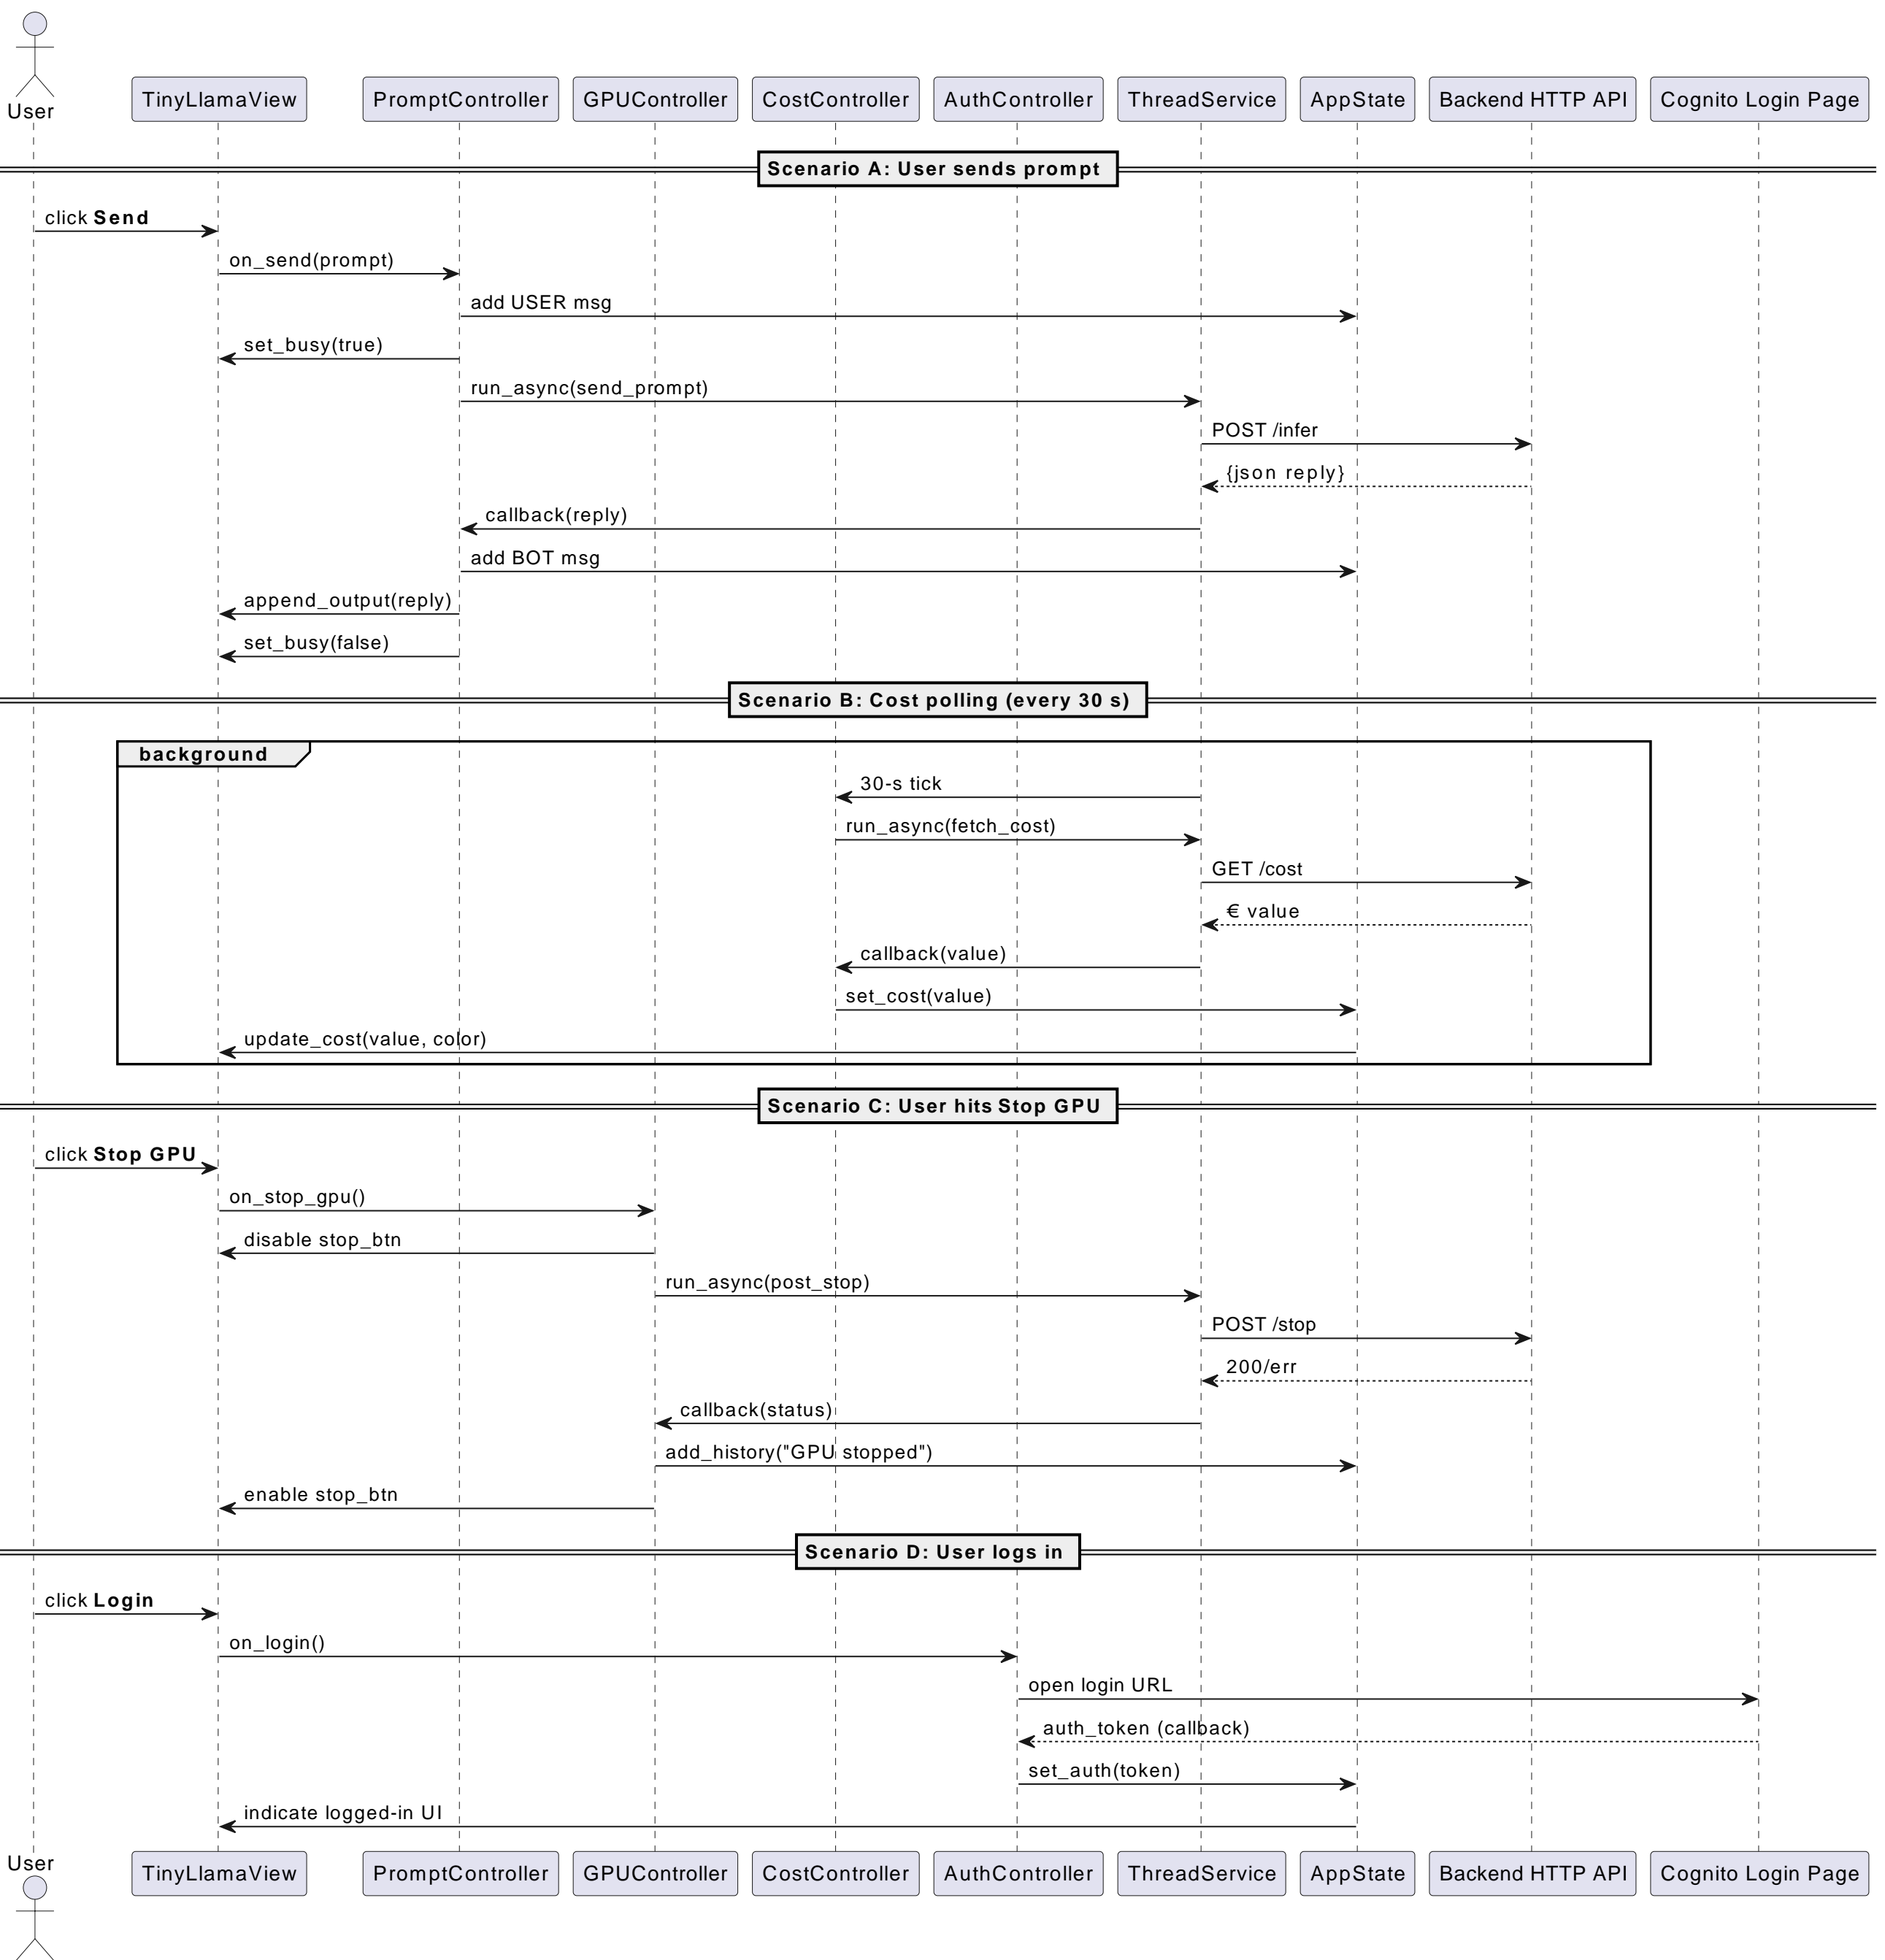 User
TinyLlamaView
PromptController
GPUController
CostController
AuthController
ThreadService
AppState
Backend HTTP API
Cognito Login Page
Scenario A: User sends prompt
click Send
on_send(prompt)
add USER msg
set_busy(true)
run_async(send_prompt)
POST /infer
{json reply}
callback(reply)
add BOT msg
append_output(reply)
set_busy(false)
Scenario B: Cost polling (every 30 s)
background
30-s tick
run_async(fetch_cost)
GET /cost
€ value
callback(value)
set_cost(value)
update_cost(value, color)
Scenario C: User hits Stop GPU
click Stop GPU
on_stop_gpu()
disable stop_btn
run_async(post_stop)
POST /stop
200/err
callback(status)
add_history("GPU stopped")
enable stop_btn
Scenario D: User logs in
click Login
on_login()
open login URL
auth_token (callback)
set_auth(token)
indicate logged-in UI
User
TinyLlamaView
PromptController
GPUController
CostController
AuthController
ThreadService
AppState
Backend HTTP API
Cognito Login Page